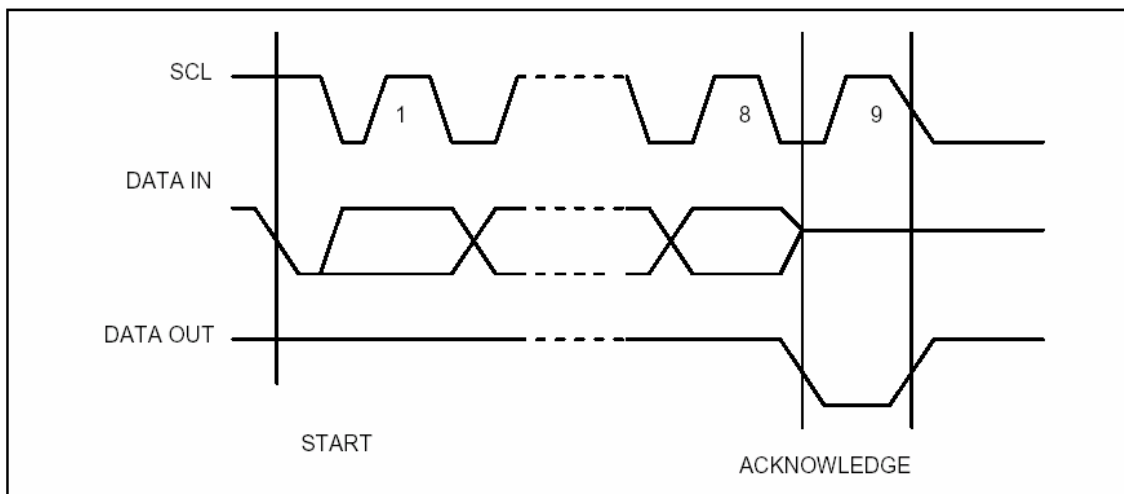 SCL
1
8
9
DATA IN
DATA OUT
START
ACKNOWLEDGE